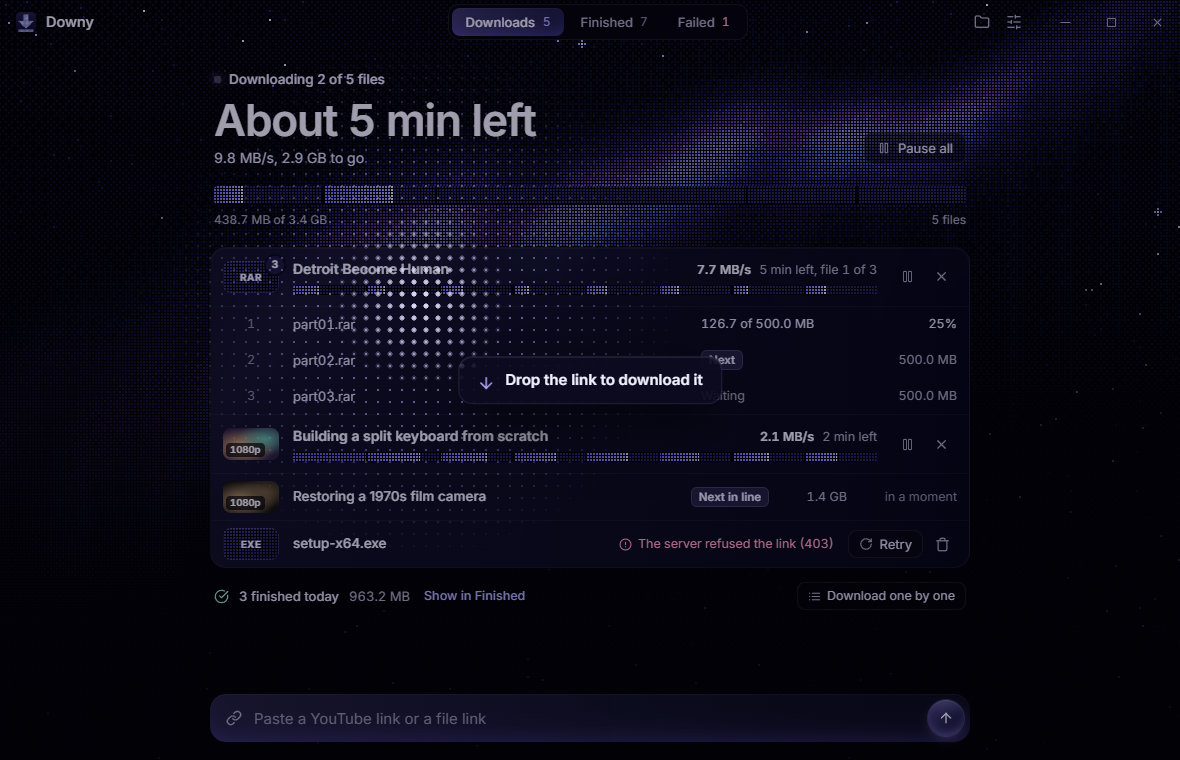 Downy
Downloads 5
Finished 7
Failed 1
Downloading 2 of 5 files
About 5 min left
9.8 MB/s, 2.9 GB to go
Pause all
438.7 MB of 3.4 GB
5 files
RAR 3
Detroit Become Human
7.7 MB/s 5 min left, file 1 of 3
1 part01.rar 126.7 of 500.0 MB 25%
2 part02.rar Next 500.0 MB
Drop the link to download it
3 part03.rar Waiting 500.0 MB
1080p
Building a split keyboard from scratch
2.1 MB/s 2 min left
1080p
Restoring a 1970s film camera
Next in line 1.4 GB in a moment
EXE
setup-x64.exe
The server refused the link (403)
Retry
3 finished today 963.2 MB Show in Finished
Download one by one
Paste a YouTube link or a file link